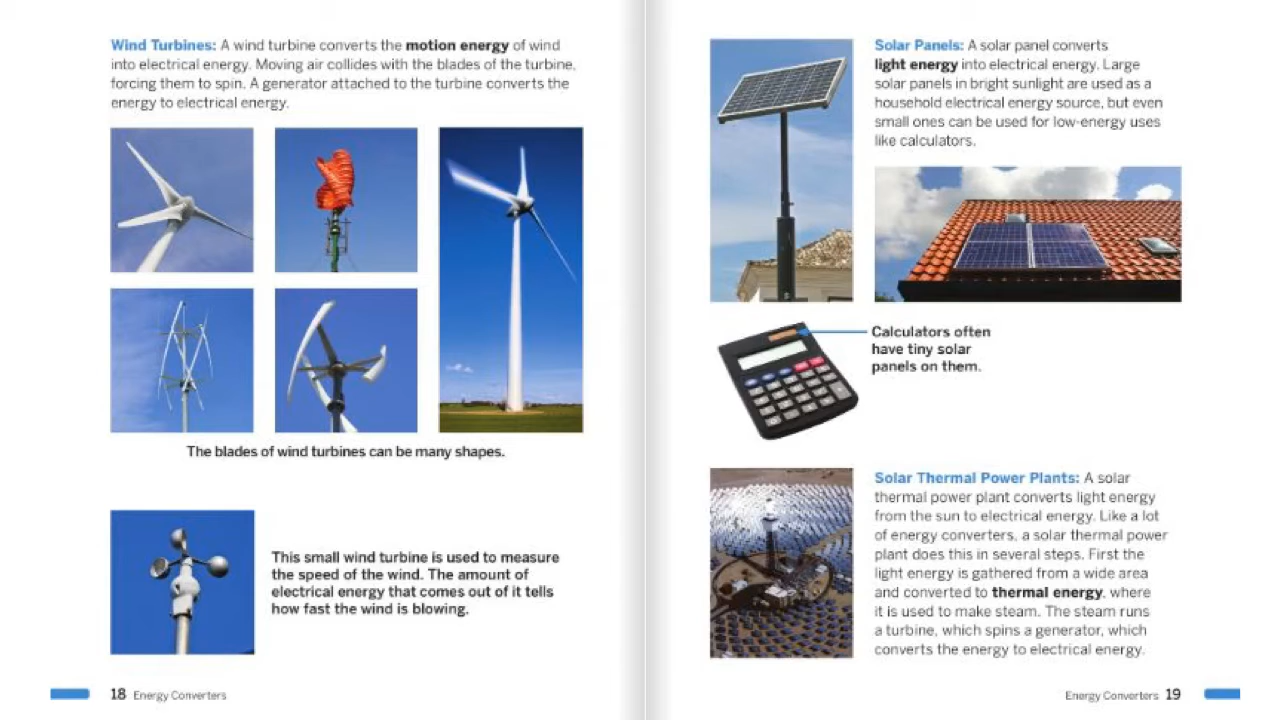 Wind Turbines: A wind turbine converts the motion energy of wind
into electrical energy. Moving air collides with the blades of the turbine,
forcing them to spin. A generator attached to the turbine converts the
energy to electrical energy.
The blades of wind turbines can be many shapes.
This small wind turbine is used to measure
the speed of the wind. The amount of
electrical energy that comes out of it tells
how fast the wind is blowing.
18 Energy Converters
Solar Panels: A solar panel converts
light energy into electrical energy. Large
solar panels in bright sunlight are used as a
household electrical energy source, but even
small ones can be used for low-energy uses
like calculators.
Calculators often
have tiny solar
panels on them.
Solar Thermal Power Plants: A solar
thermal power plant converts light energy
from the sun to electrical energy. Like a lot
of energy converters, a solar thermal power
plant does this in several steps. First the
light energy is gathered from a wide area
and converted to thermal energy, where
it is used to make steam. The steam runs
a turbine, which spins a generator, which
converts the energy to electrical energy.
Energy Converters 19